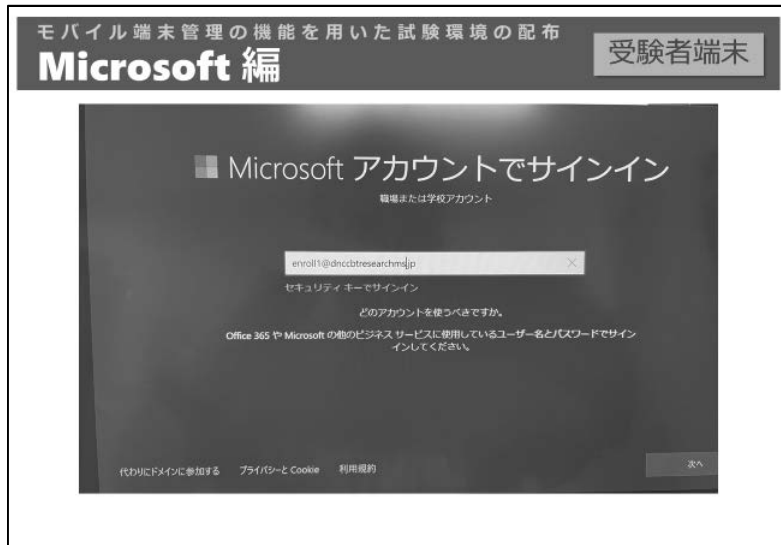 モバイル端末管理の機能を用いた試験環境の配布
Microsoft 編
受験者端末
Microsoft アカウントでサインイン
職場または学校アカウント
enroll1@dnccbtresearchms.jp
セキュリティ キーでサインイン
どのアカウントを使うべきですか。
Office 365 や Microsoft の他のビジネス サービスに使用しているユーザー名とパスワードでサイン
インしてください。
代わりにドメインに参加する プライバシーと Cookie 利用規約
次へ